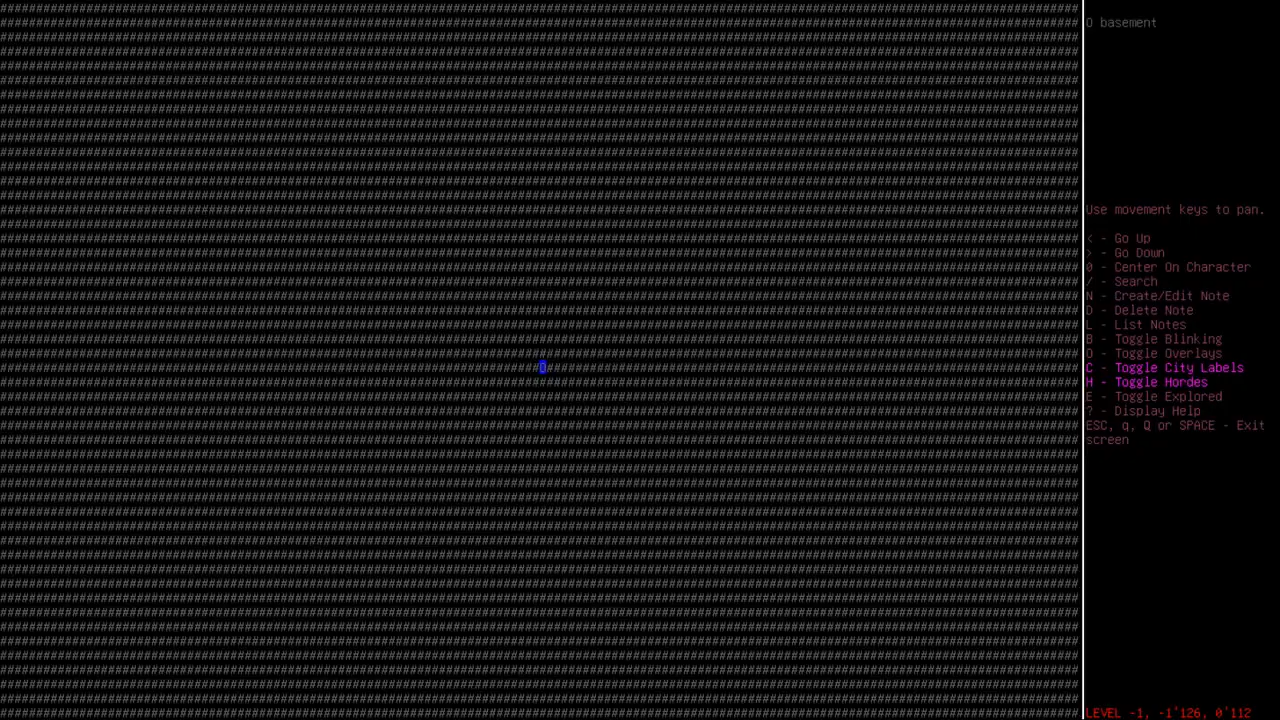 O basement
Use movement keys to pan.
< - Go Up
> - Go Down
0 - Center On Character
/ - Search
N - Create/Edit Note
D - Delete Note
L - List Notes
B - Toggle Blinking
O - Toggle Overlays
C - Toggle City Labels
H - Toggle Hordes
E - Toggle Explored
? - Display Help
ESC, q, Q or SPACE - Exit
screen
LEVEL -1, -1'126, 0'112